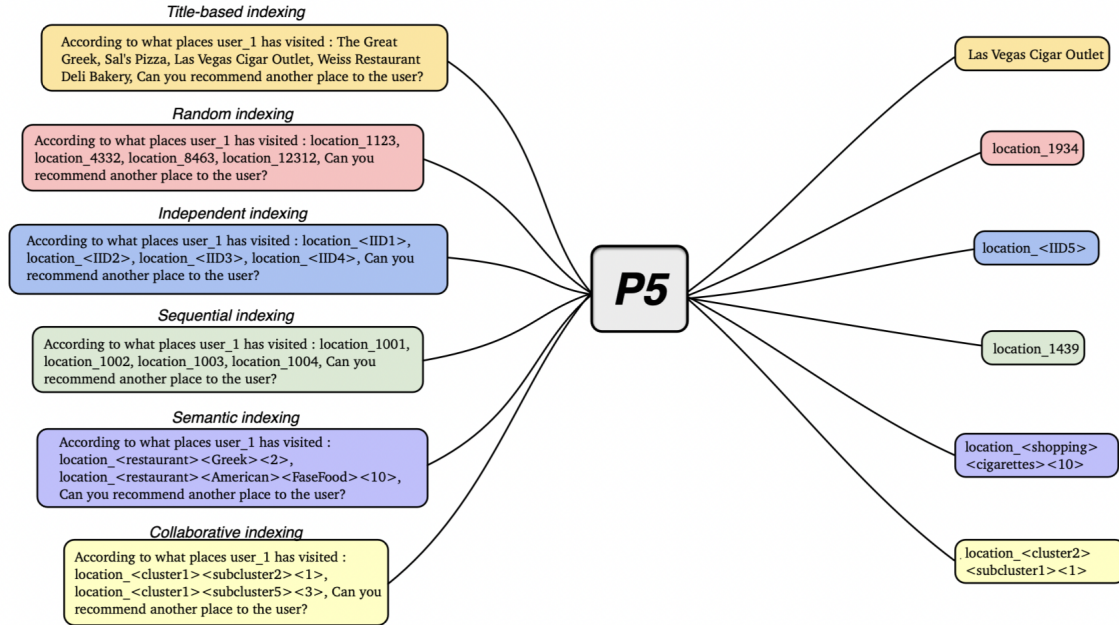 Title-based indexing
According to what places user_1 has visited : The Great
Greek, Sal's Pizza, Las Vegas Cigar Outlet, Weiss Restaurant
Deli Bakery, Can you recommend another place to the user?
Random indexing
According to what places user_1 has visited : location_1123,
location_4332, location_8463, location_12312, Can you
recommend another place to the user?
Independent indexing
According to what places user_1 has visited : location_<IID1>,
location_<IID2>, location_<IID3>, location_<IID4>, Can you
recommend another place to the user?
Sequential indexing
According to what places user_1 has visited : location_1001,
location_1002, location_1003, location_1004, Can you
recommend another place to the user?
Semantic indexing
According to what places user_1 has visited :
location_<restaurant><Greek><2>,
location_<restaurant><American><FaseFood><10>,
Can you recommend another place to the user?
Collaborative indexing
According to what places user_1 has visited :
location_<cluster1><subcluster2><1>,
location_<cluster1><subcluster5><3>, Can you
recommend another place to the user?
P5
Las Vegas Cigar Outlet
location_1934
location_<IID5>
location_1439
location_<shopping>
<cigarettes><10>
location_<cluster2>
<subcluster1><1>